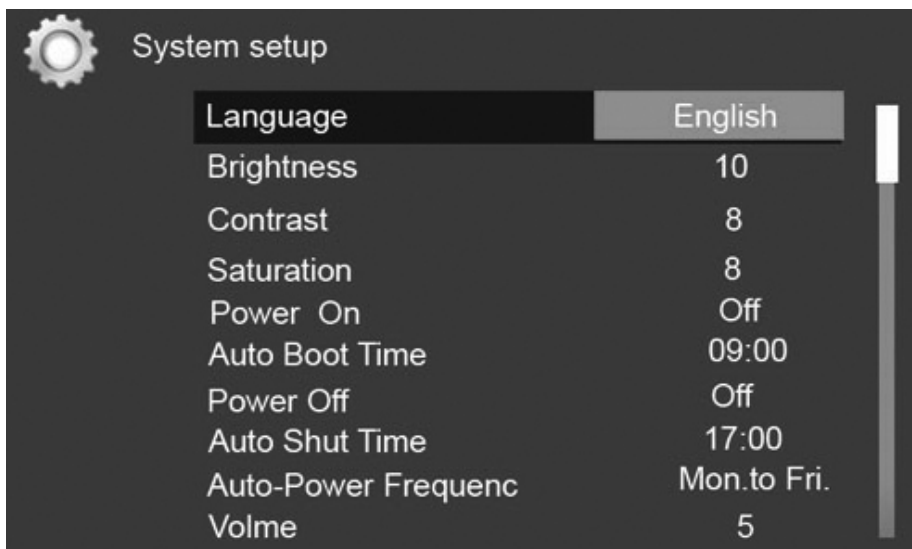 System setup
Language English
Brightness 10
Contrast 8
Saturation 8
Power On Off
Auto Boot Time 09:00
Power Off Off
Auto Shut Time 17:00
Auto-Power Frequenc Mon.to Fri.
Volme 5